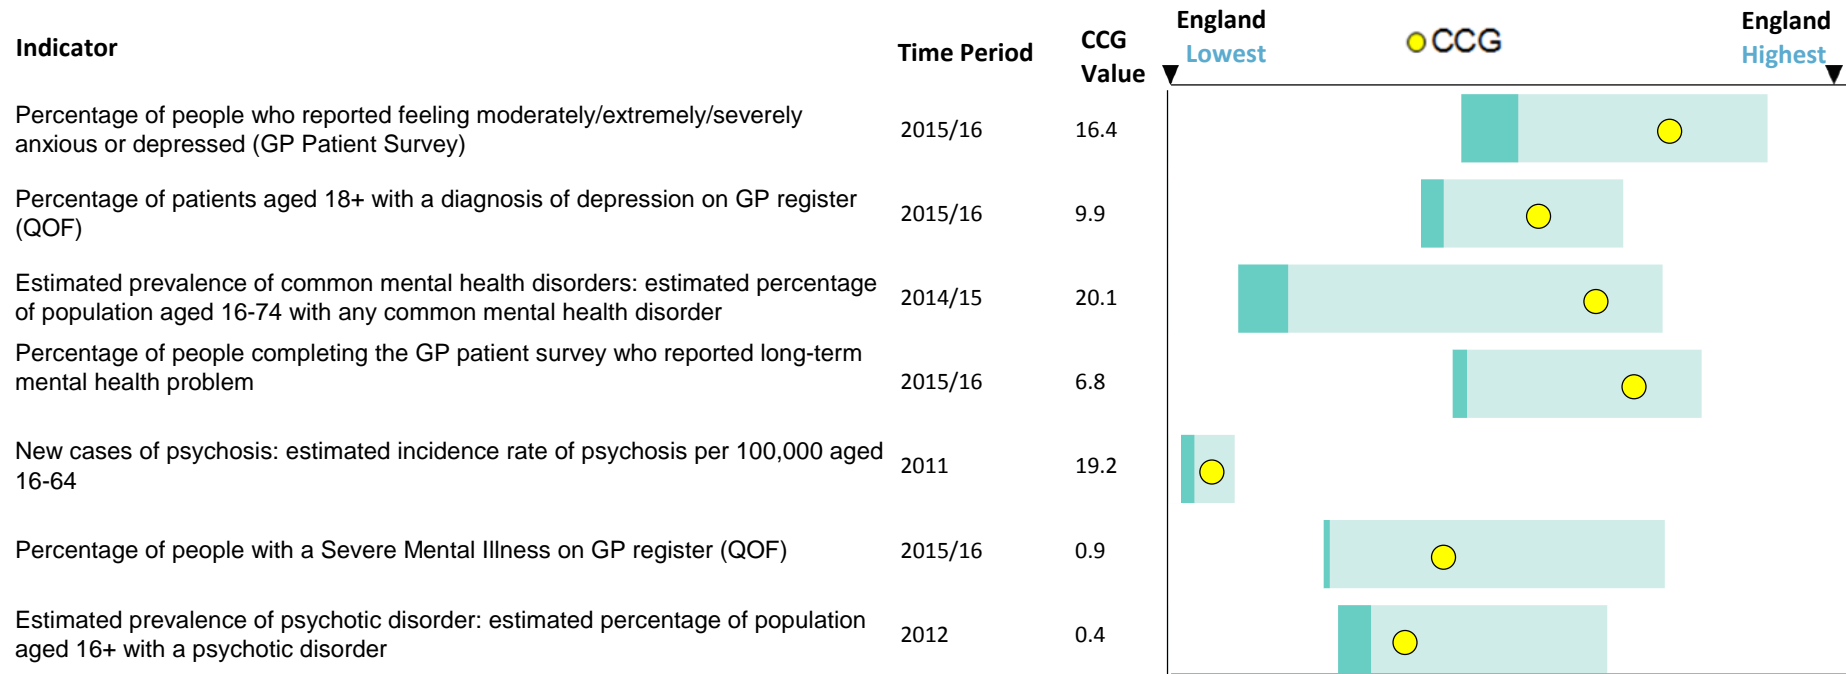 Indicator
Time Period
CCG
Value
England
Lowest
CCG
England
Highest
Percentage of people who reported feeling moderately/extremely/severely
anxious or depressed (GP Patient Survey)
2015/16
16.4
Percentage of patients aged 18+ with a diagnosis of depression on GP register
(QOF)
2015/16
9.9
Estimated prevalence of common mental health disorders: estimated percentage
of population aged 16-74 with any common mental health disorder
2014/15
20.1
Percentage of people completing the GP patient survey who reported long-term
mental health problem
2015/16
6.8
New cases of psychosis: estimated incidence rate of psychosis per 100,000 aged
16-64
2011
19.2
Percentage of people with a Severe Mental Illness on GP register (QOF)
2015/16
0.9
Estimated prevalence of psychotic disorder: estimated percentage of population
aged 16+ with a psychotic disorder
2012
0.4